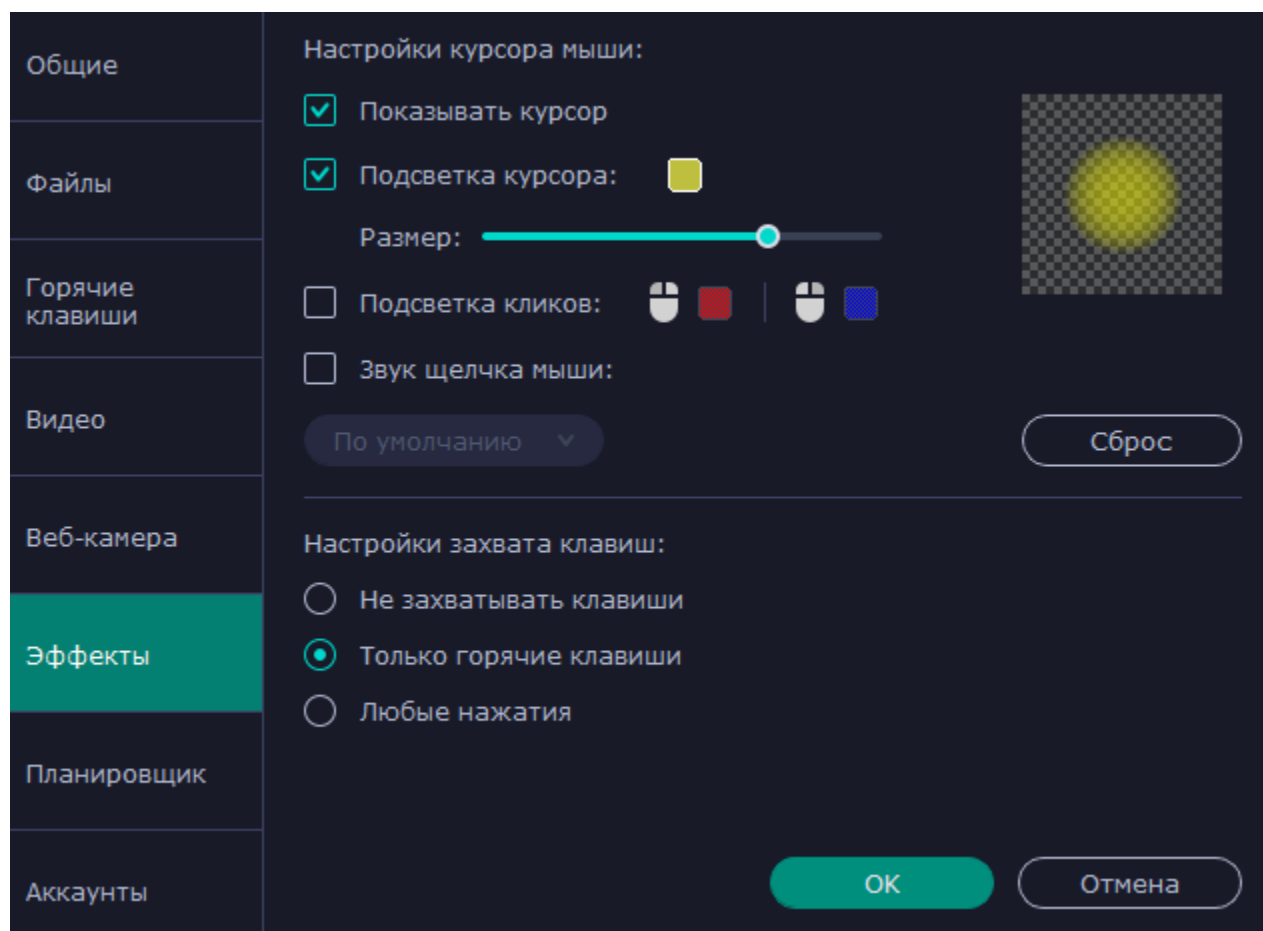 Общие
Файлы
Горячие
клавиши
Видео
Веб-камера
Эффекты
Планировщик
Аккаунты
Настройки курсора мыши:
Показывать курсор
Подсветка курсора:
Размер:
Подсветка кликов:
Звук щелчка мыши:
По умолчанию
Сброс
Настройки захвата клавиш:
Не захватывать клавиши
Только горячие клавиши
Любые нажатия
OK
Отмена